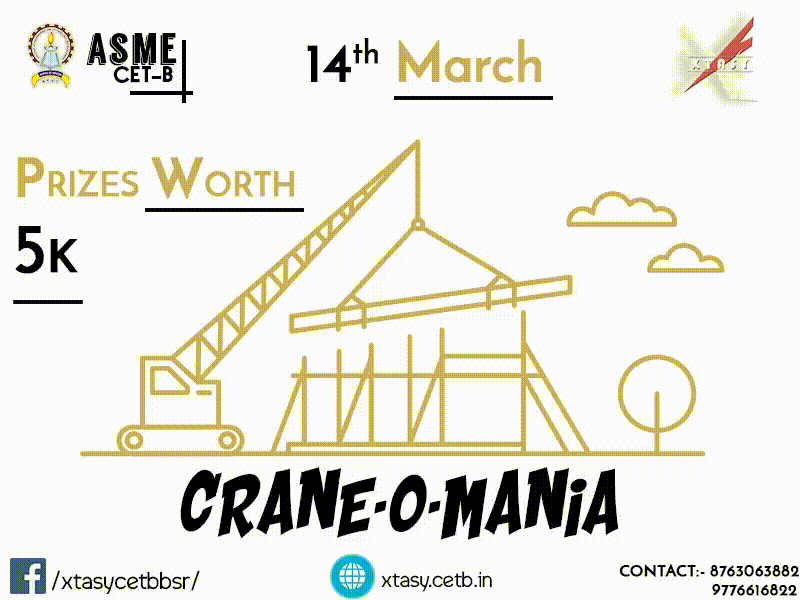 ASME
CET-B
14th March
XTASY
PRIZES WORTH
5K
CRANE-O-MANiA
/xtasycetbbsr/
xtasy.cetb.in
CONTACT:- 8763063882
9776616822